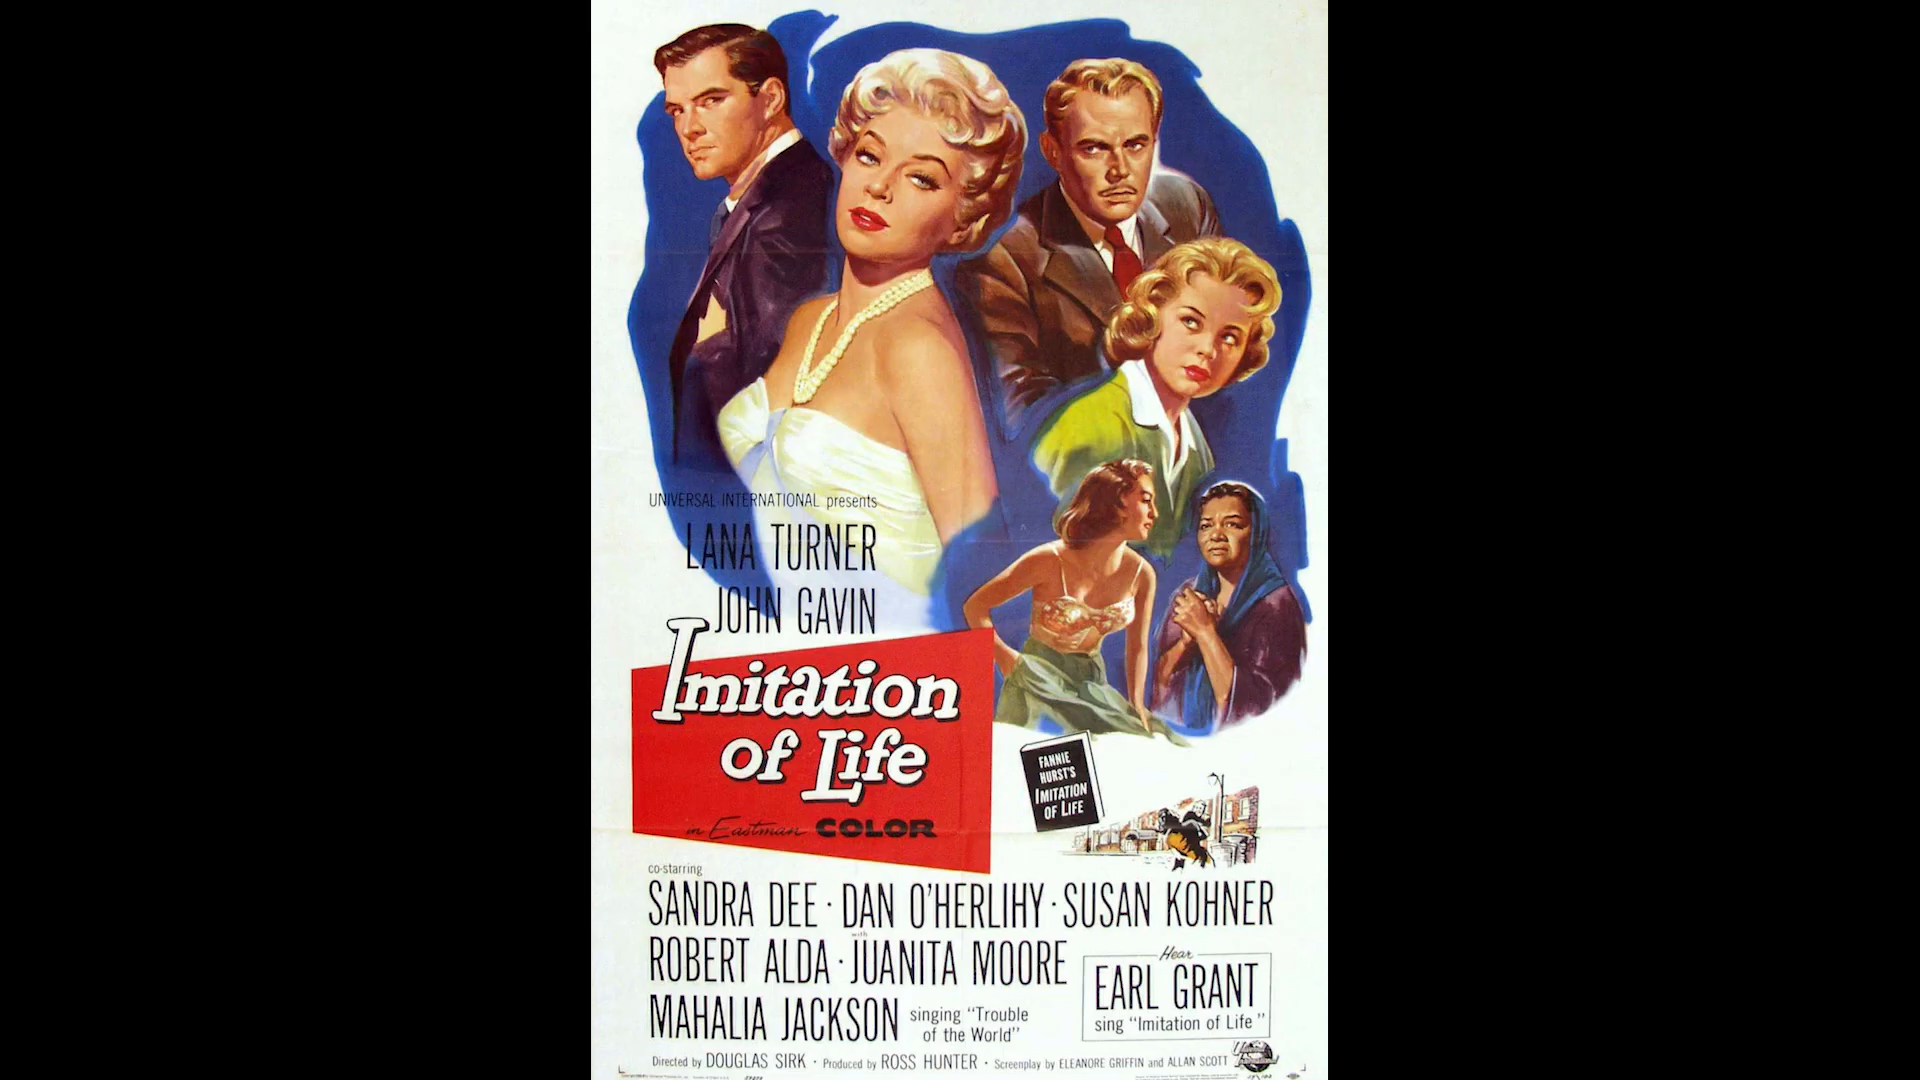 UNIVERSAL-INTERNATIONAL presents
LANA TURNER
JOHN GAVIN
Imitation
of Life
in Eastman COLOR
FANNIE
HURST'S
IMITATION
OF LIFE
co-starring
SANDRA DEE · DAN O'HERLIHY · SUSAN KOHNER
with
ROBERT ALDA · JUANITA MOORE
MAHALIA JACKSON singing "Trouble
of the World"
Hear
EARL GRANT
sing "Imitation of Life"
Directed by DOUGLAS SIRK · Produced by ROSS HUNTER · Screenplay by ELEANORE GRIFFIN and ALLAN SCOTT
Universal
International